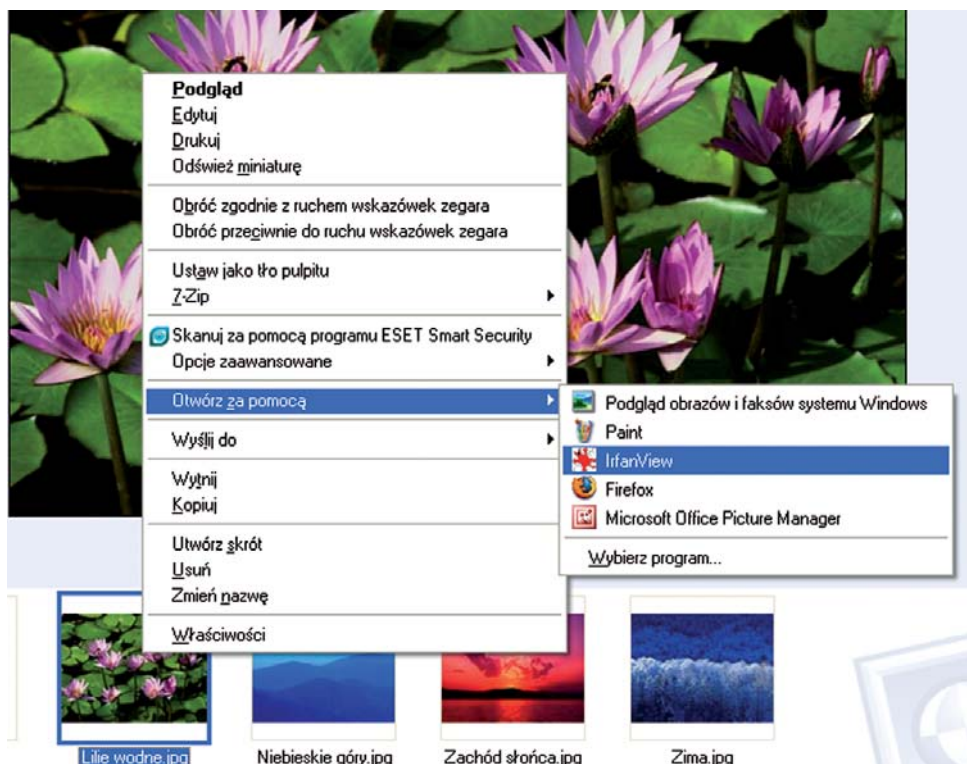 Podgląd
Edytuj
Drukuj
Odśwież miniaturę
Obróć zgodnie z ruchem wskazówek zegara
Obróć przeciwnie do ruchu wskazówek zegara
Ustaw jako tło pulpitu
7-Zip
Skanuj za pomocą programu ESET Smart Security
Opcje zaawansowane
Otwórz za pomocą
Wyślij do
Wytnij
Kopiuj
Utwórz skrót
Usuń
Zmień nazwę
Właściwości
Podgląd obrazów i faksów systemu Windows
Paint
IrfanView
Firefox
Microsoft Office Picture Manager
Wybierz program...
Lilie wodne.jpg
Niebieskie góry.jpg
Zachód słońca.jpg
Zima.jpg